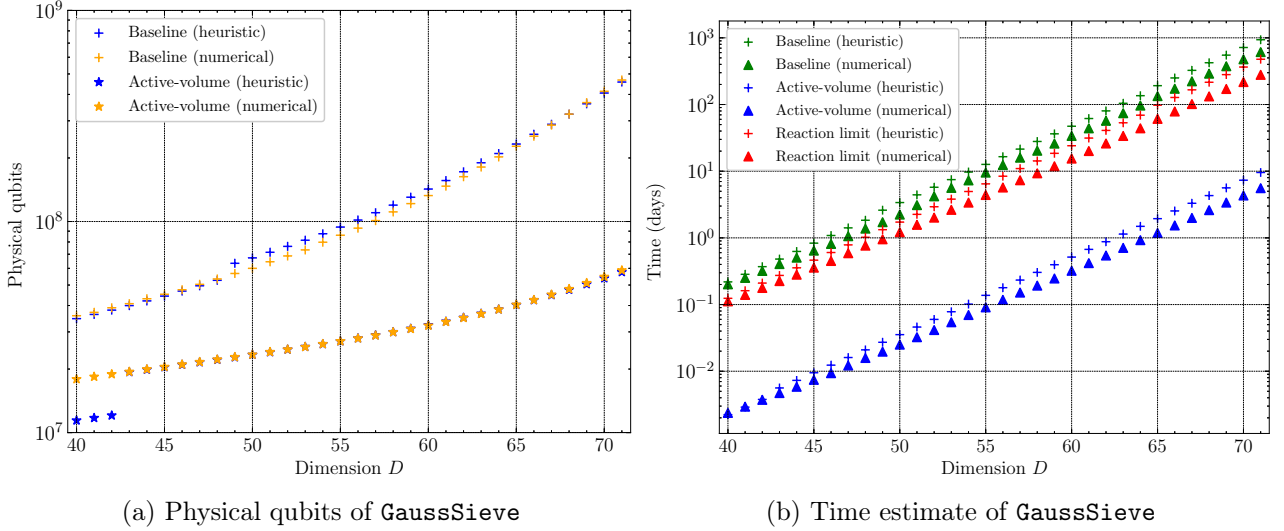 10^9
10^8
10^7
Physical qubits
Baseline (heuristic)
Baseline (numerical)
Active-volume (heuristic)
Active-volume (numerical)
40 45 50 55 60 65 70
Dimension D
(a) Physical qubits of GaussSieve
10^3
10^2
10^1
10^0
10^{-1}
10^{-2}
Time (days)
Baseline (heuristic)
Baseline (numerical)
Active-volume (heuristic)
Active-volume (numerical)
Reaction limit (heuristic)
Reaction limit (numerical)
40 45 50 55 60 65 70
Dimension D
(b) Time estimate of GaussSieve